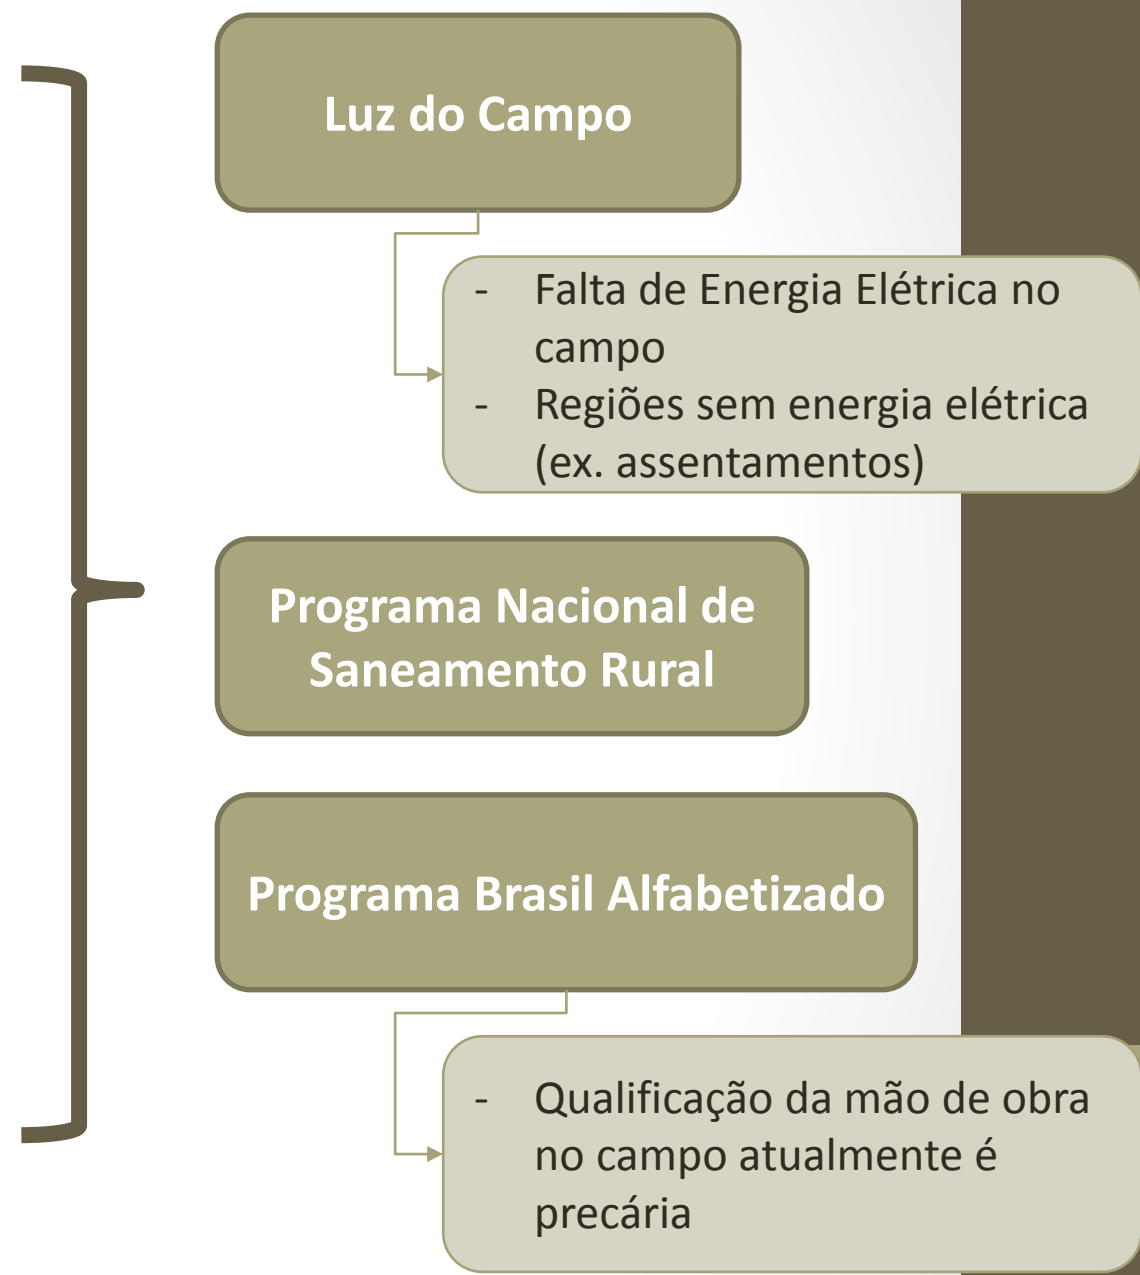 Luz do Campo
- Falta de Energia Elétrica no
campo
- Regiões sem energia elétrica
(ex. assentamentos)
Programa Nacional de
Saneamento Rural
Programa Brasil Alfabetizado
- Qualificação da mão de obra
no campo atualmente é
precária